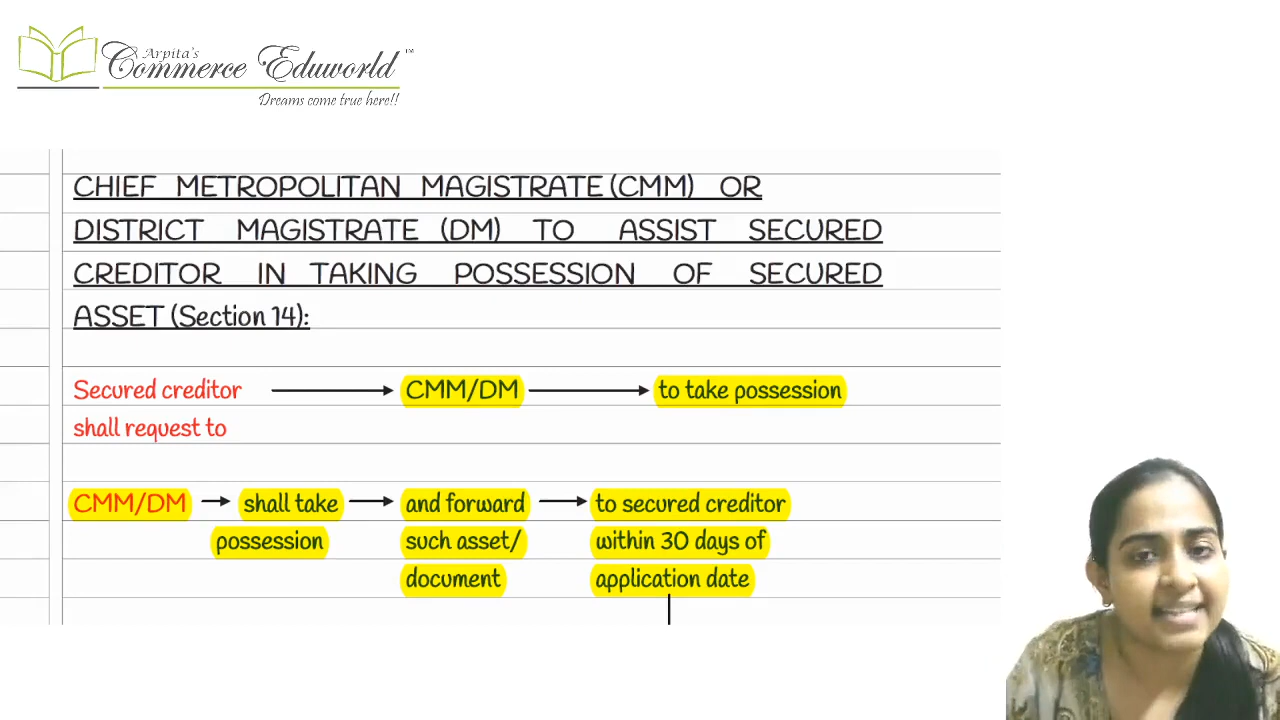 Arpita's
Commerce Eduworld™
Dreams come true here!!
CHIEF METROPOLITAN MAGISTRATE (CMM) OR
DISTRICT MAGISTRATE (DM) TO ASSIST SECURED
CREDITOR IN TAKING POSSESSION OF SECURED
ASSET (Section 14):
Secured creditor → CMM/DM → to take possession
shall request to
CMM/DM → shall take → and forward → to secured creditor
possession such asset/ within 30 days of
document application date